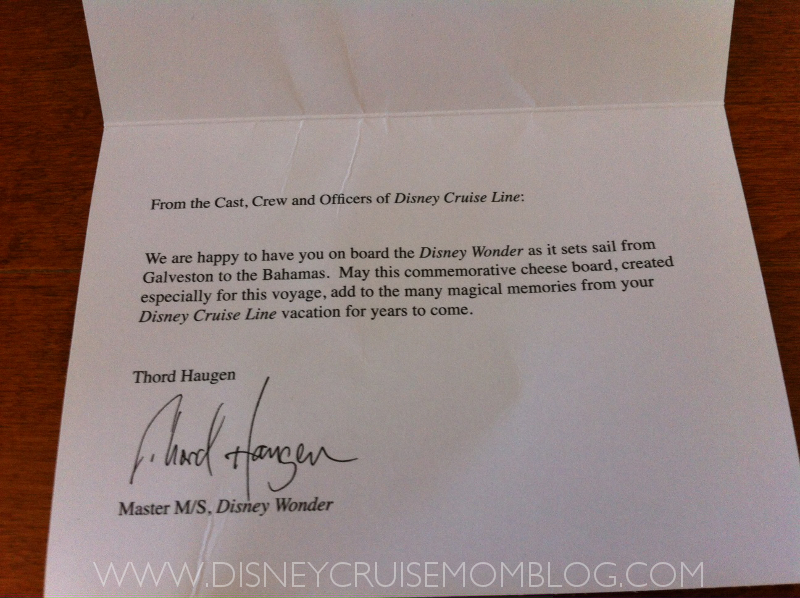 From the Cast, Crew and Officers of Disney Cruise Line:
We are happy to have you on board the Disney Wonder as it sets sail from
Galveston to the Bahamas. May this commemorative cheese board, created
especially for this voyage, add to the many magical memories from your
Disney Cruise Line vacation for years to come.
Thord Haugen
Thord Haugen
Master M/S, Disney Wonder
WWW.DISNEYCRUISEMOMBLOG.COM